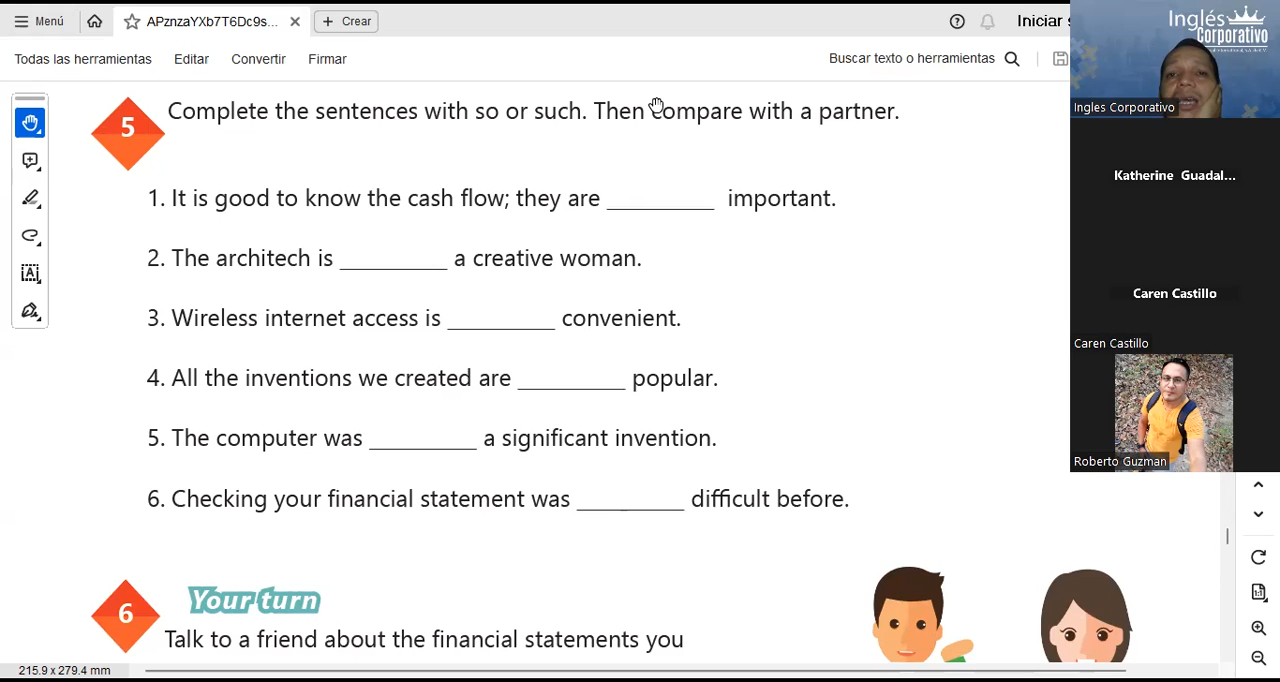 Menú
APznzaYXb7T6Dc9s...
Crear
Iniciar s
Todas las herramientas
Editar
Convertir
Firmar
Buscar texto o herramientas
Inglés
Corporativo
Ingles Corporativo
Katherine Guadal...
Caren Castillo
Caren Castillo
Roberto Guzman
5
Complete the sentences with so or such. Then compare with a partner.
1. It is good to know the cash flow; they are __________ important.
2. The architech is __________ a creative woman.
3. Wireless internet access is __________ convenient.
4. All the inventions we created are __________ popular.
5. The computer was __________ a significant invention.
6. Checking your financial statement was __________ difficult before.
6
Your turn
Talk to a friend about the financial statements you
215.9 x 279.4 mm